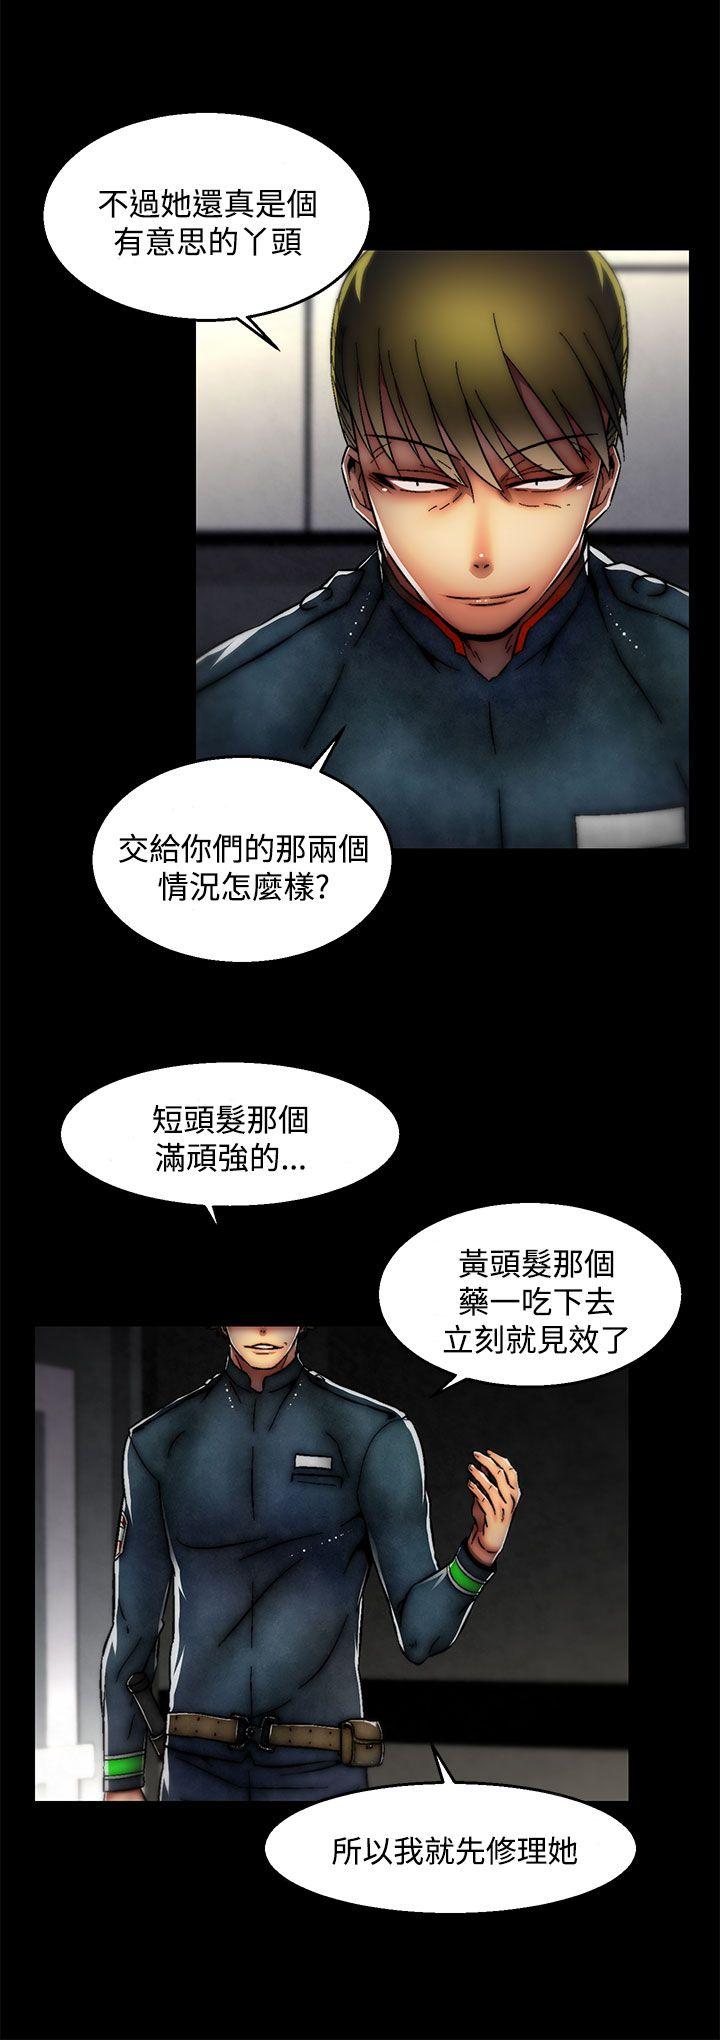 不過她還真是個
有意思的丫頭
交給你們的那兩個
情況怎麼樣?
短頭髮那個
滿頑強的...
黃頭髮那個
藥一吃下去
立刻就見效了
所以我就先修理她